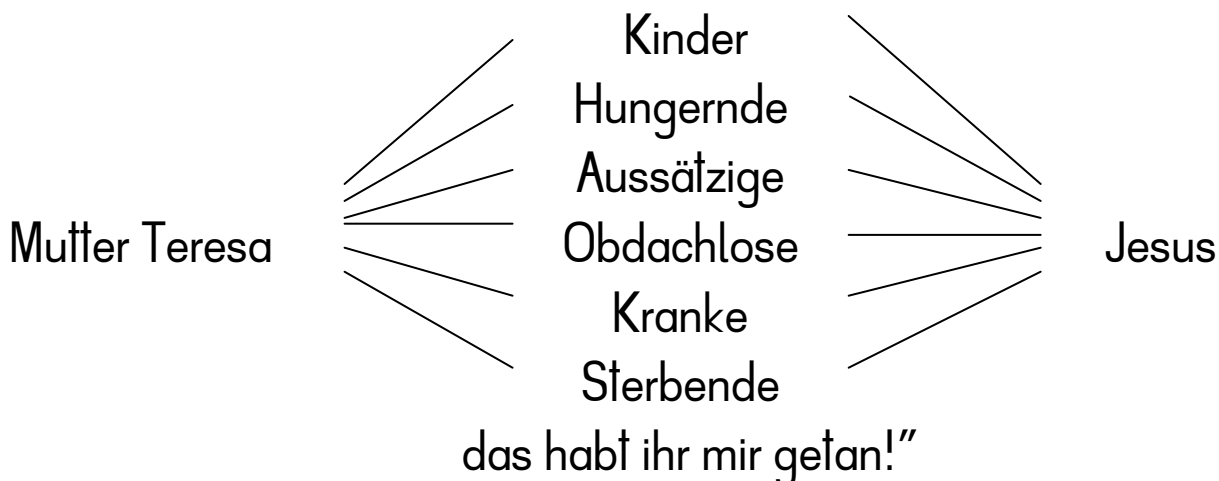 Kinder
Hungernde
Aussätzige
Mutter Teresa Obdachlose Jesus
Kranke
Sterbende
das habt ihr mir getan!”